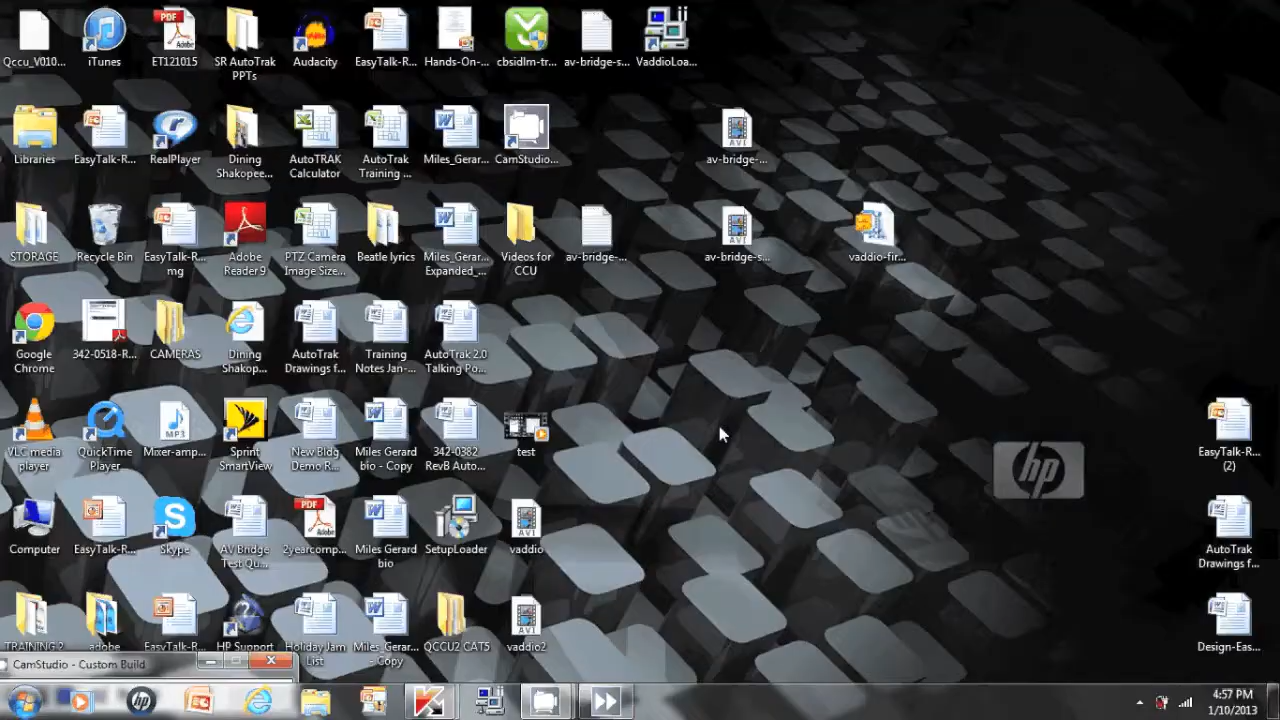 Qccu_V010...
iTunes
ET121015
SR AutoTrak
PPTs
Audacity
EasyTalk-R...
Hands-On-...
cbsidlm-tr...
av-bridge-s...
VaddioLoa...
Libraries
EasyTalk-R...
RealPlayer
Dining
Shakopee...
AutoTRAK
Calculator
AutoTrak
Training ...
Miles_Gerar...
CamStudio...
av-bridge-...
STORAGE
Recycle Bin
EasyTalk-R...
mg
Adobe
Reader 9
PTZ Camera
Image Size...
Beatle lyrics
Miles_Gerar...
Expanded_...
Videos for
CCU
av-bridge-...
av-bridge-s...
vaddio-fir...
Google
Chrome
342-0518-R...
CAMERAS
Dining
Shakop...
AutoTrak
Drawings f...
Training
Notes Jan-...
AutoTrak 2.0
Talking Po...
VLC media
player
QuickTime
Player
Mixer-amp...
Sprint
SmartView
New Bldg
Demo R...
Miles Gerard
bio - Copy
342-0382
RevB Auto...
test
EasyTalk-R...
(2)
Computer
EasyTalk-R...
Skype
AV Bridge
Test Qu...
2yearcomp...
Miles Gerard
bio
SetupLoader
vaddio
AutoTrak
Drawings f...
TRAINING 2
adobe
EasyTalk-R...
HP Support
Holiday Jam
List
Miles_Gerar...
- Copy
QCCU2 CAT5
vaddio2
Design-Eas...
CamStudio - Custom Build
hp
4:57 PM
1/10/2013